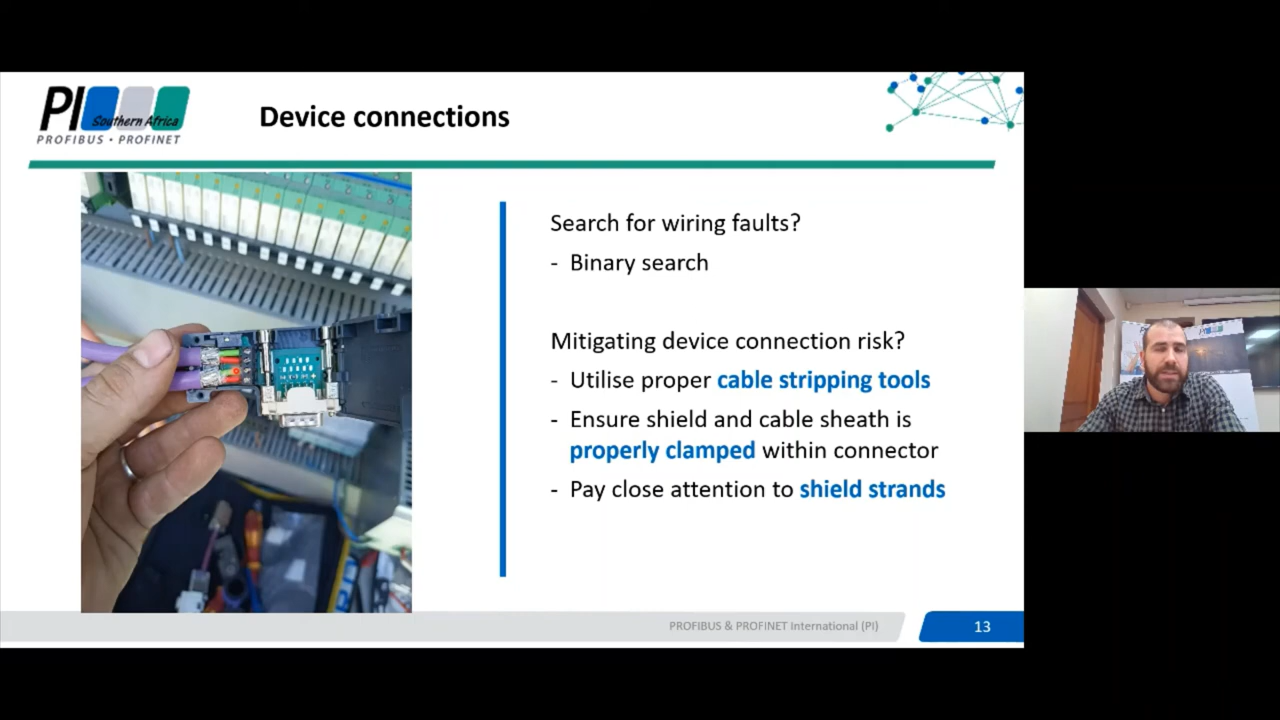 PI
Southern Africa
PROFIBUS • PROFINET
Device connections
Search for wiring faults?
- Binary search
Mitigating device connection risk?
- Utilise proper cable stripping tools
- Ensure shield and cable sheath is
properly clamped within connector
- Pay close attention to shield strands
PROFIBUS & PROFINET International (PI)
13